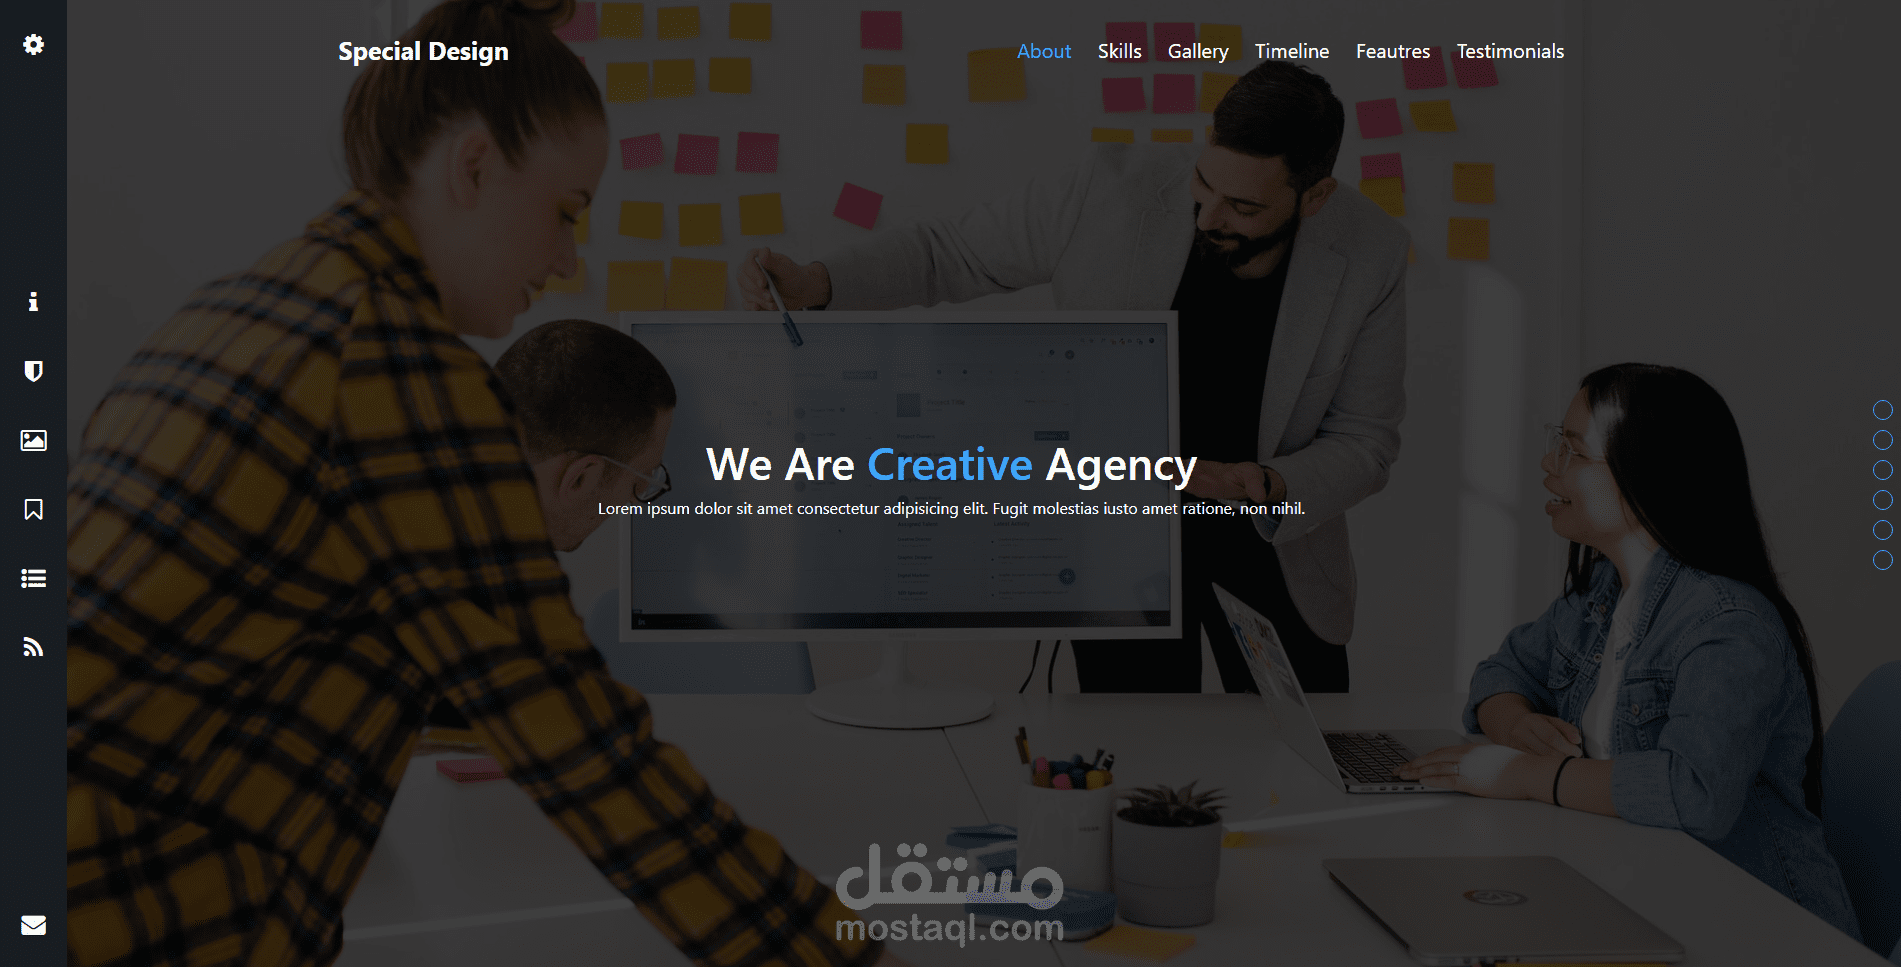 Special Design
About Skills Gallery Timeline Feautres Testimonials
We Are Creative Agency
Lorem ipsum dolor sit amet consectetur adipisicing elit. Fugit molestias iusto amet ratione, non nihil.
مستقل
mostaql.com